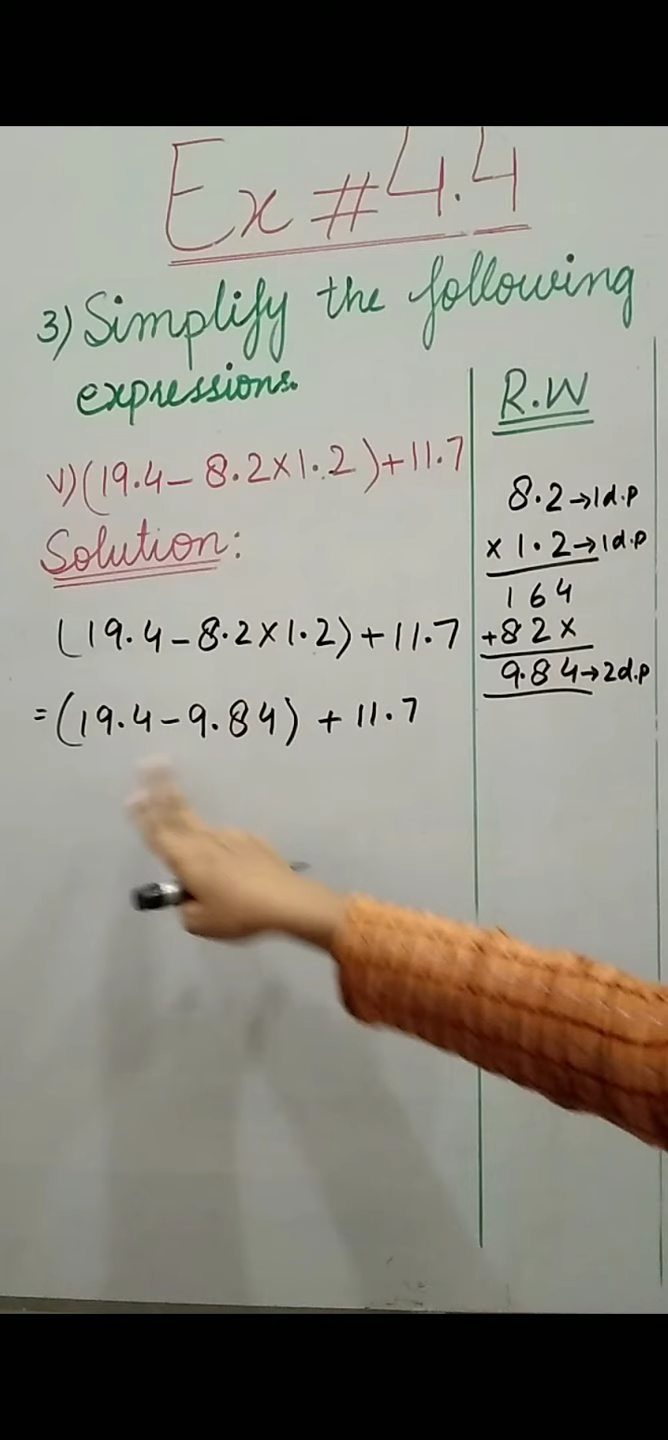 Ex #4.4
3) Simplify the following
expressions.
v) (19.4 - 8.2 × 1.2) + 11.7
Solution:
(19.4 - 8.2 × 1.2) + 11.7
= (19.4 - 9.84) + 11.7
R.W
8.2 → 1d.p
× 1.2 → 1d.p
164
+82×
9.84 → 2d.p